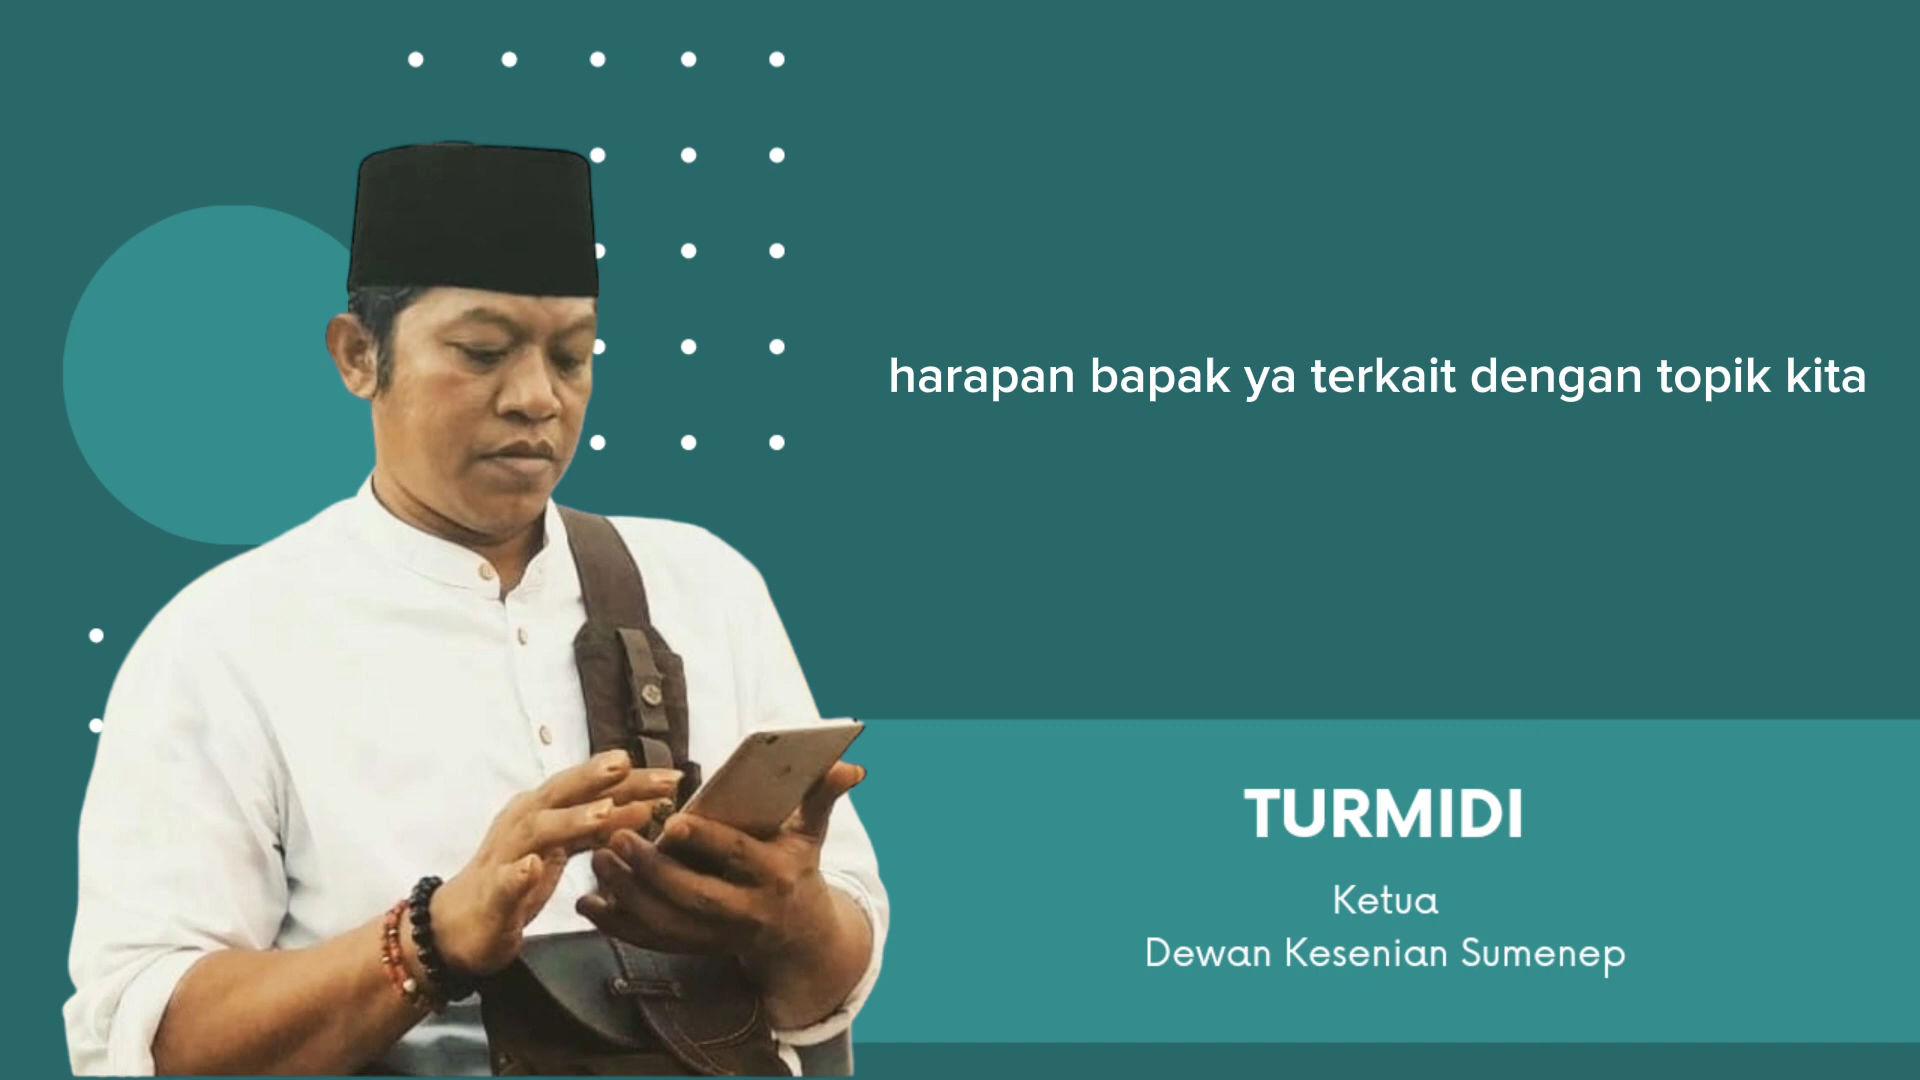 harapan bapak ya terkait dengan topik kita
TURMIDI
Ketua
Dewan Kesenian Sumenep